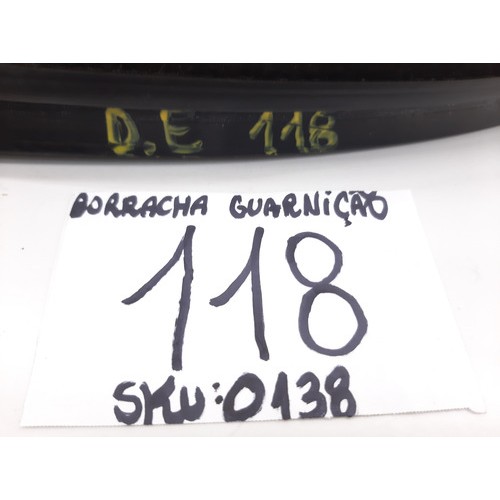 D.E 118
BORRACHA GUARNiÇÃO
118
SKU:0138